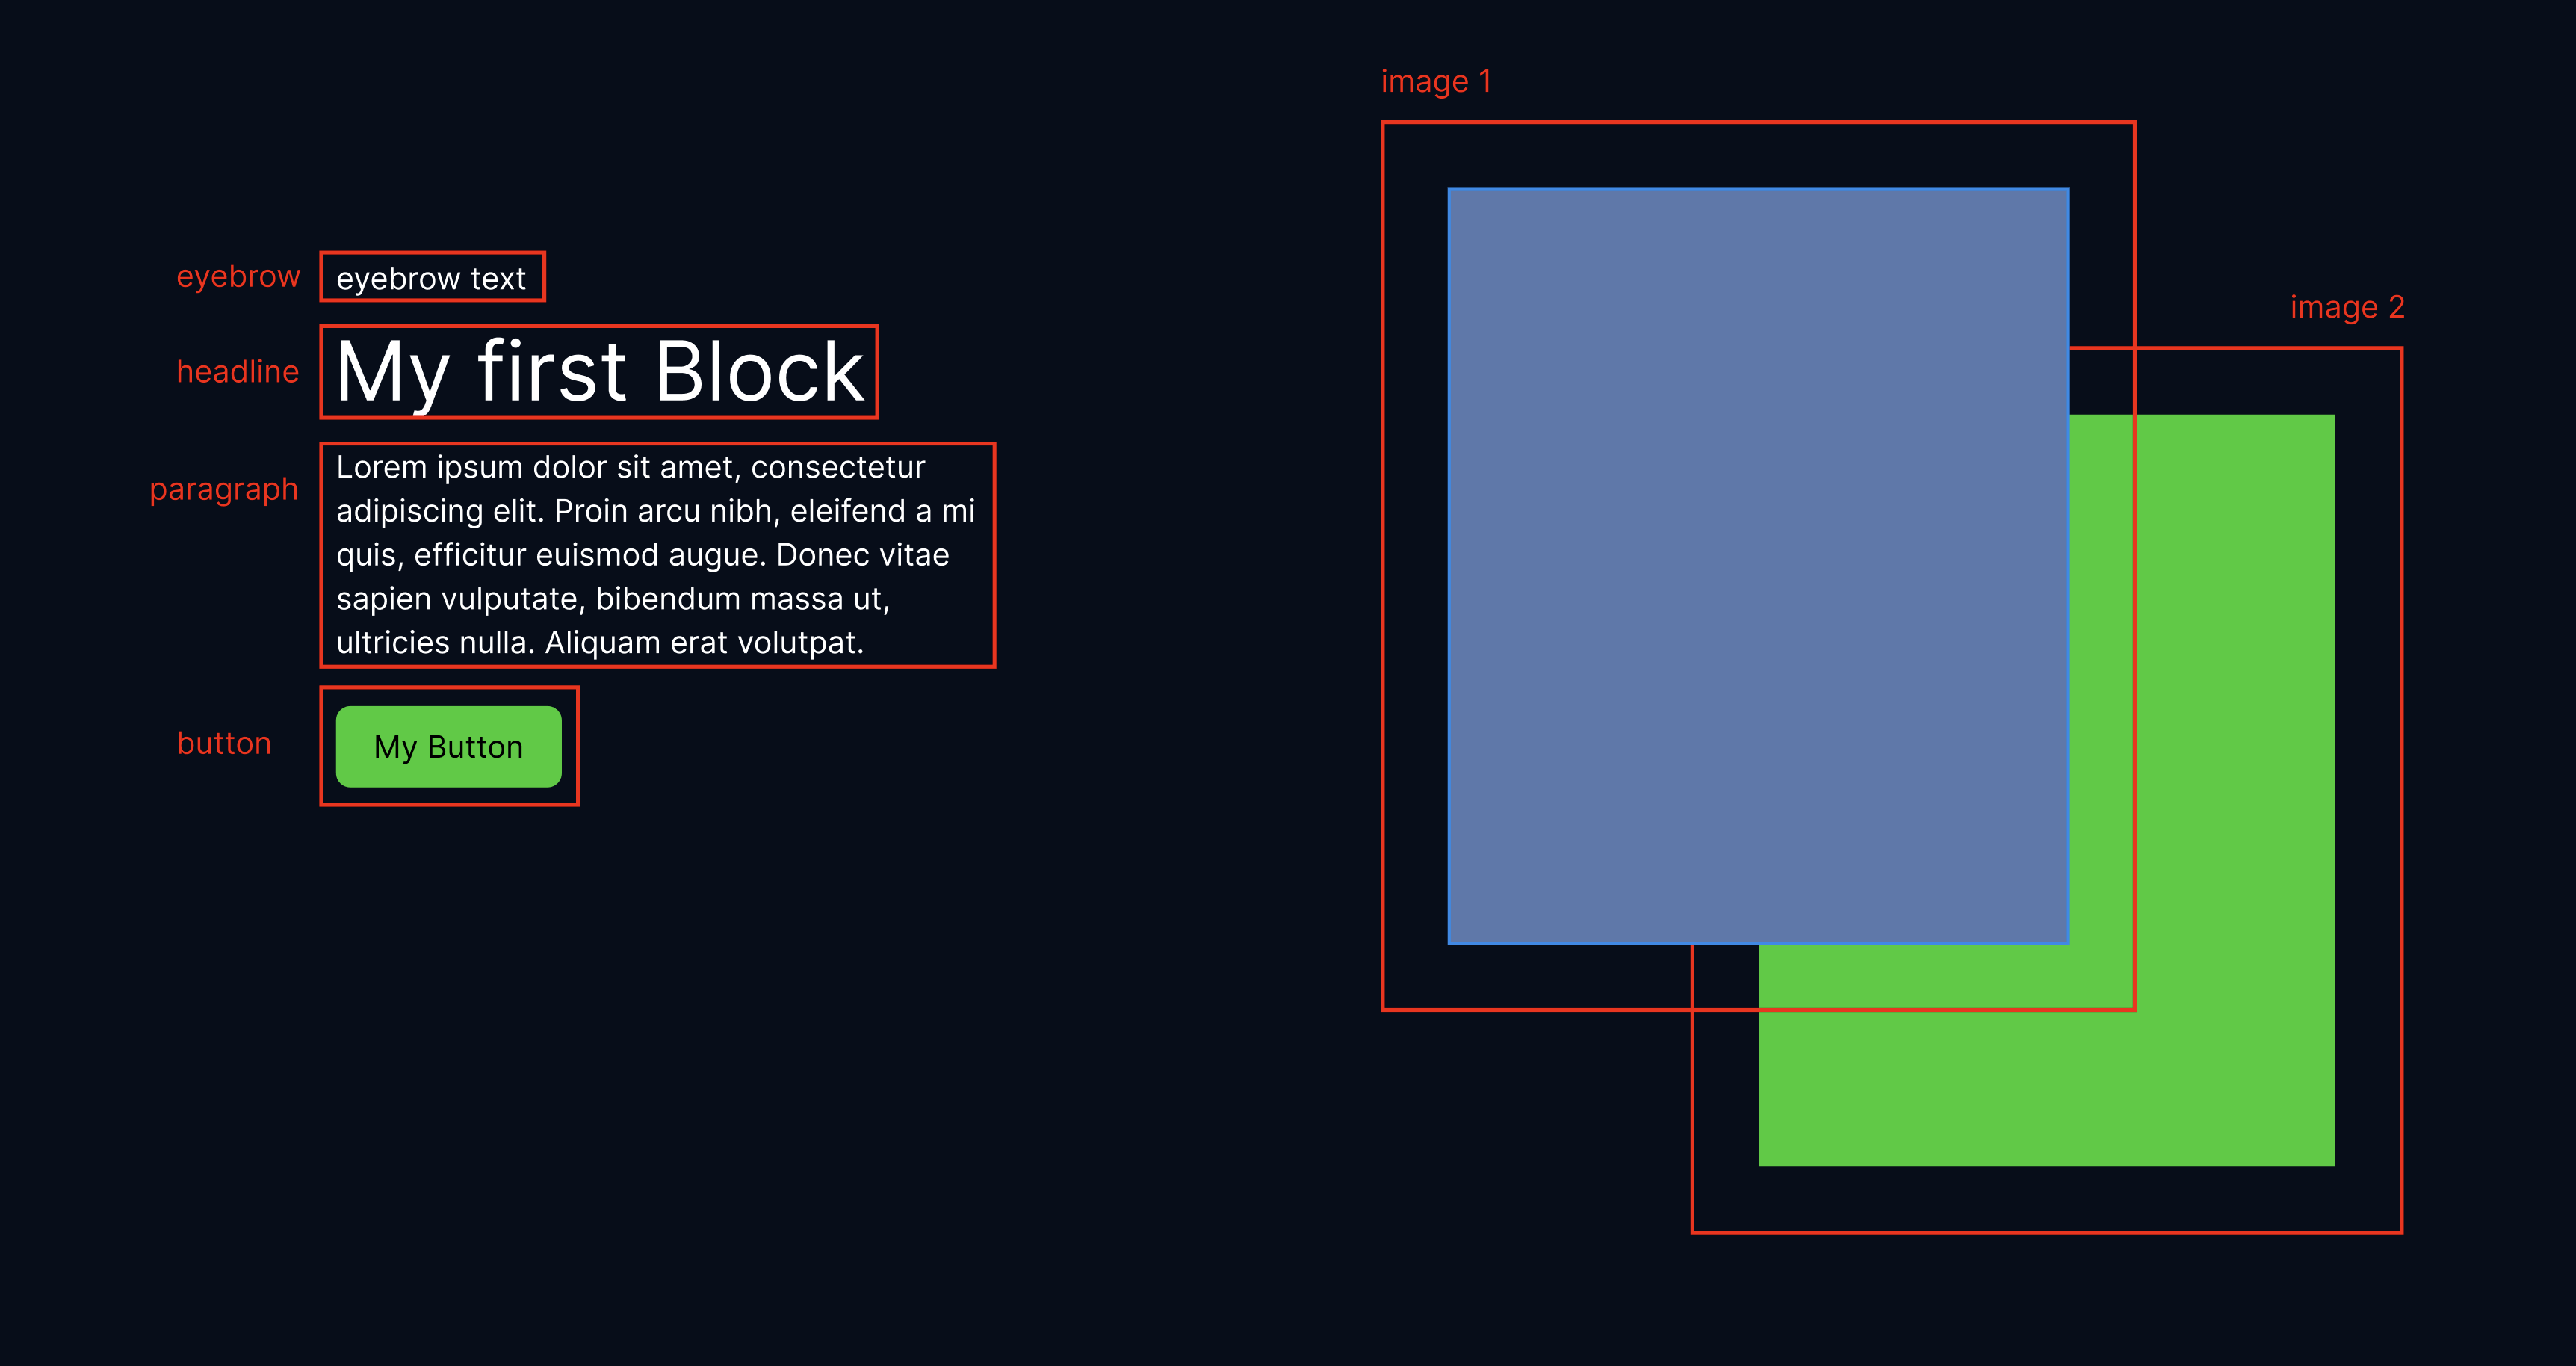 image 1
image 2
eyebrow
eyebrow text
headline
My first Block
paragraph
Lorem ipsum dolor sit amet, consectetur
adipiscing elit. Proin arcu nibh, eleifend a mi
quis, efficitur euismod augue. Donec vitae
sapien vulputate, bibendum massa ut,
ultricies nulla. Aliquam erat volutpat.
button
My Button